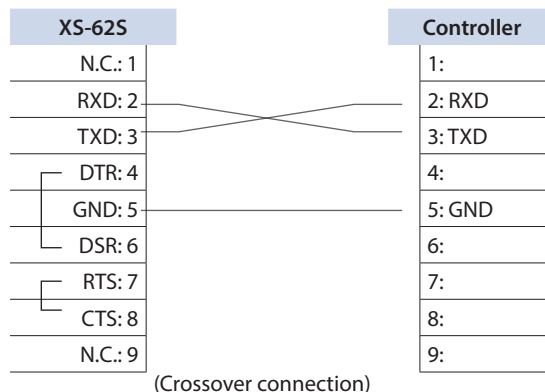 XS-62S Controller
N.C.: 1 1:
RXD: 2 2: RXD
TXD: 3 3: TXD
DTR: 4 4:
GND: 5 5: GND
DSR: 6 6:
RTS: 7 7:
CTS: 8 8:
N.C.: 9 9:
(Crossover connection)